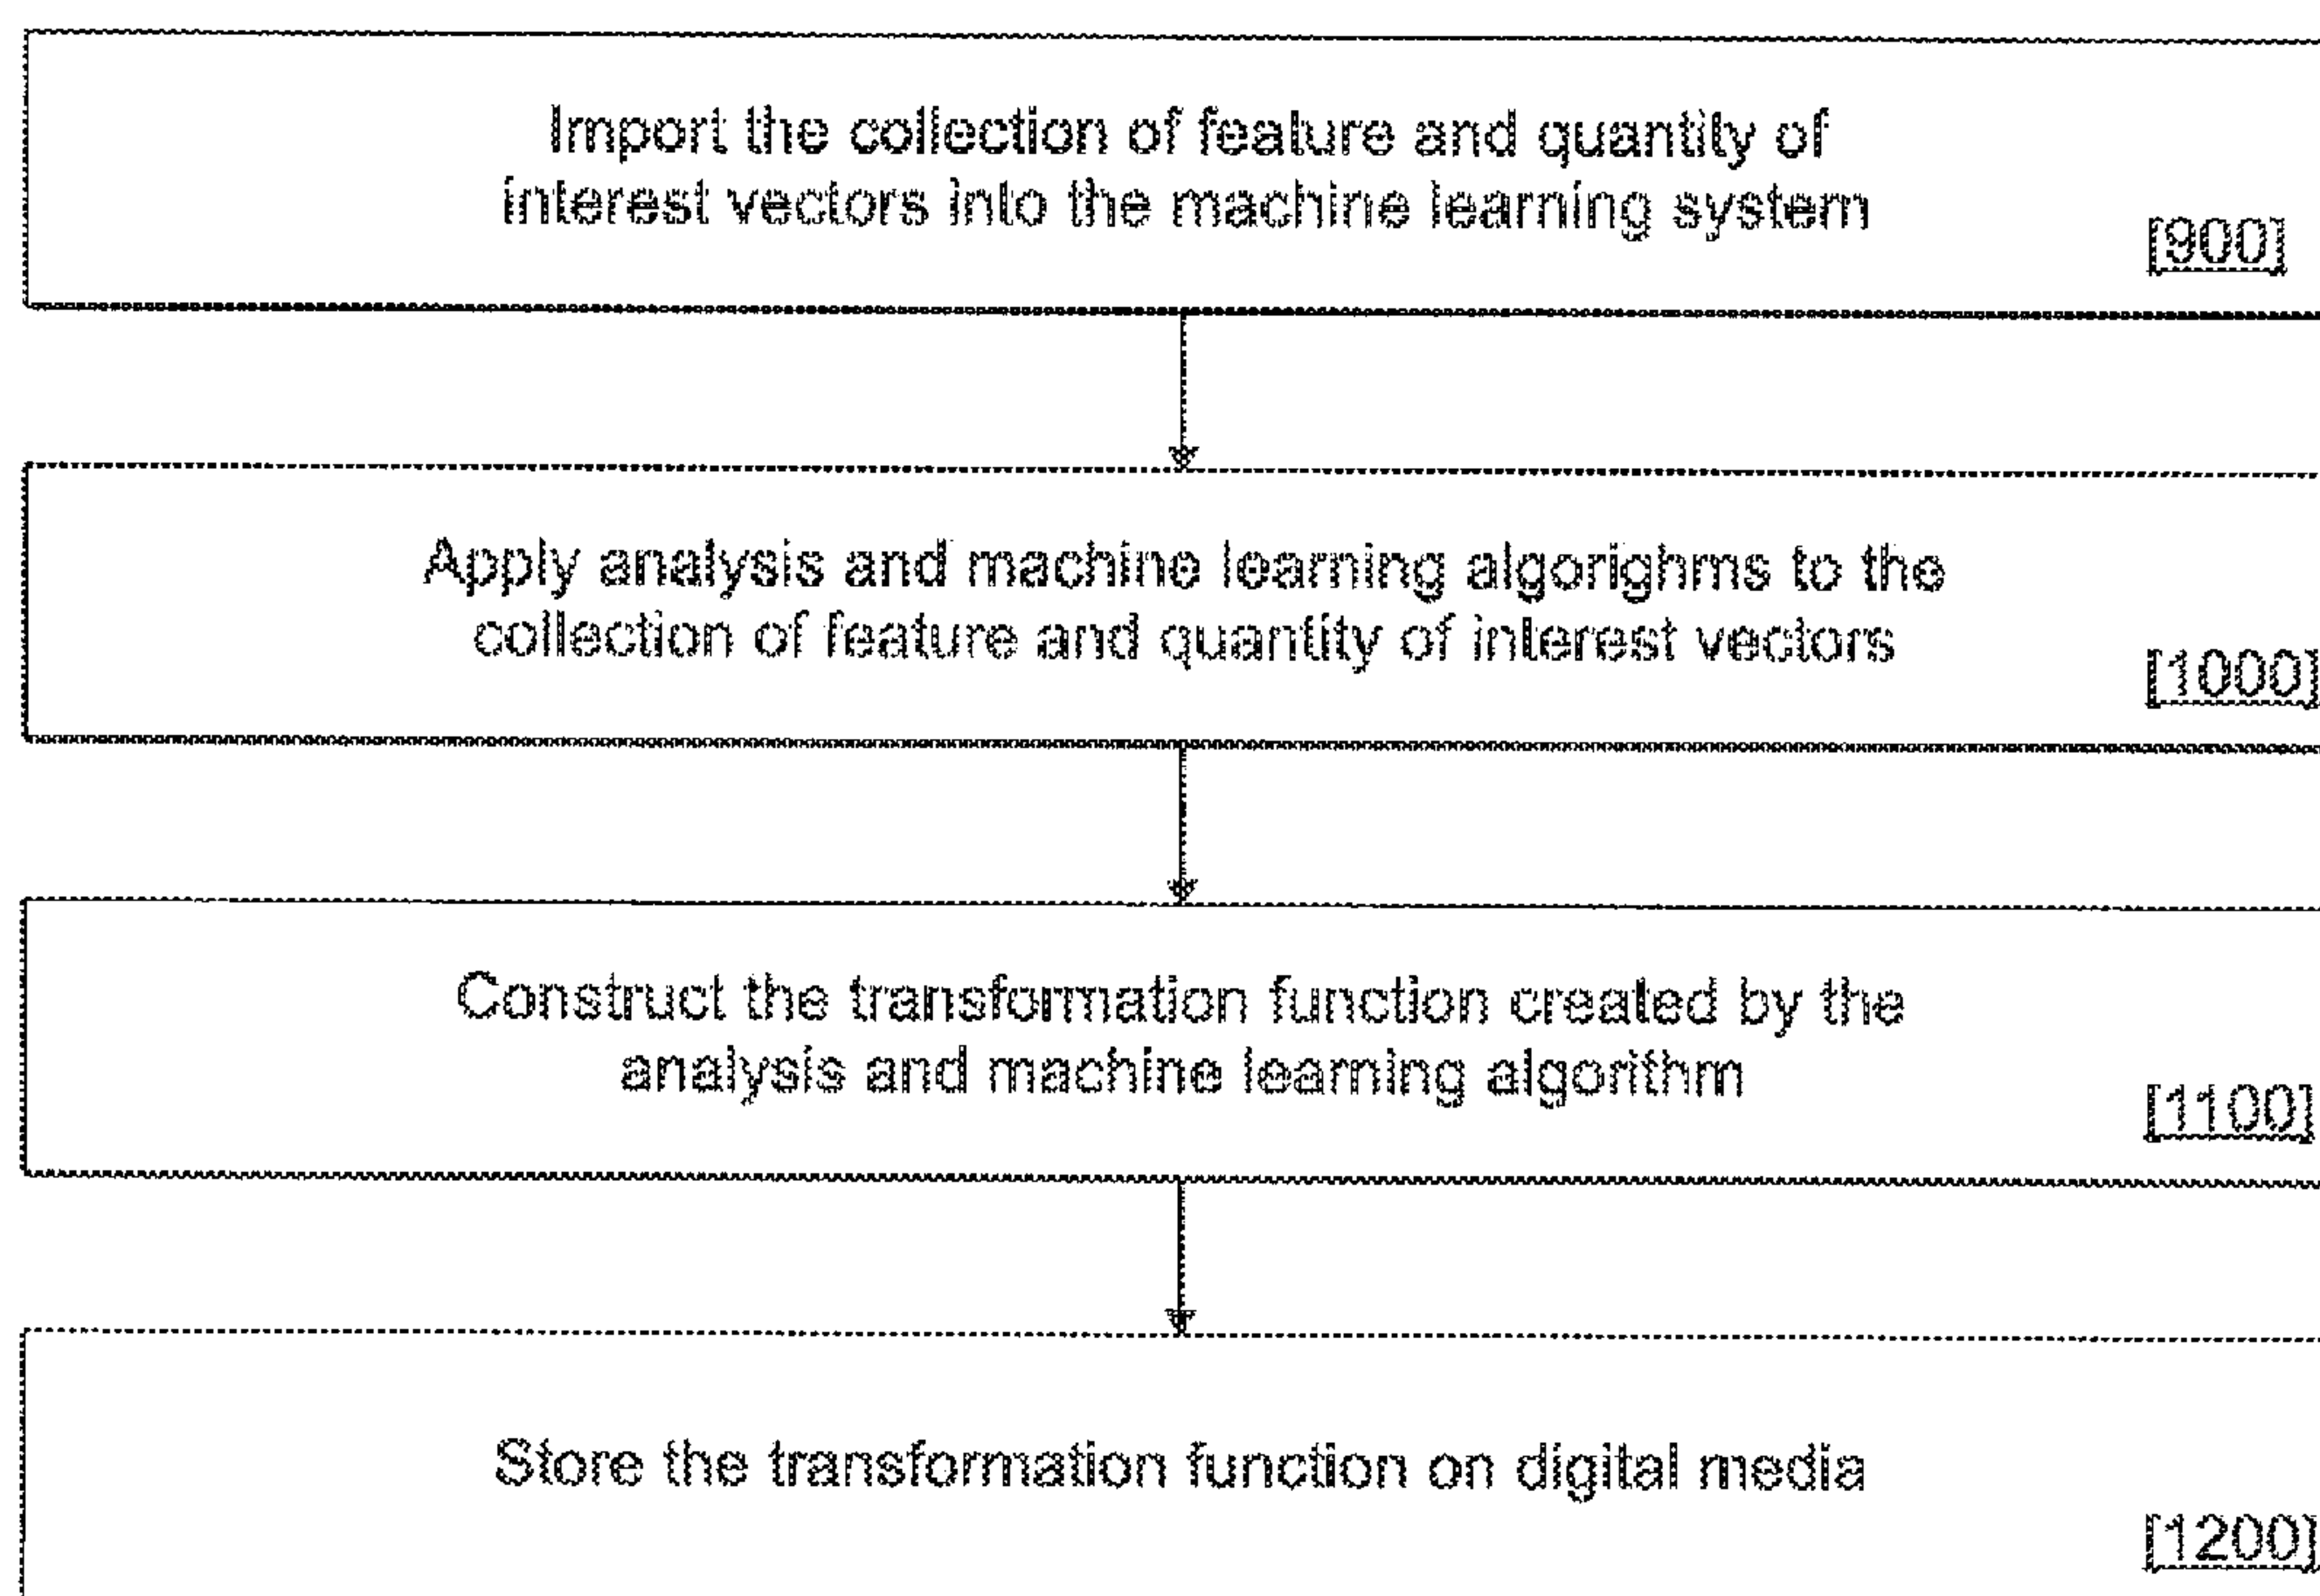 Import the collection of feature and quantity of
interest vectors into the machine learning system
[900]
Apply analysis and machine learning algorighms to the
collection of feature and quantity of interest vectors
[1000]
Construct the transformation function created by the
analysis and machine learning algorithm
[1100]
Store the transformation function on digital media
[1200]